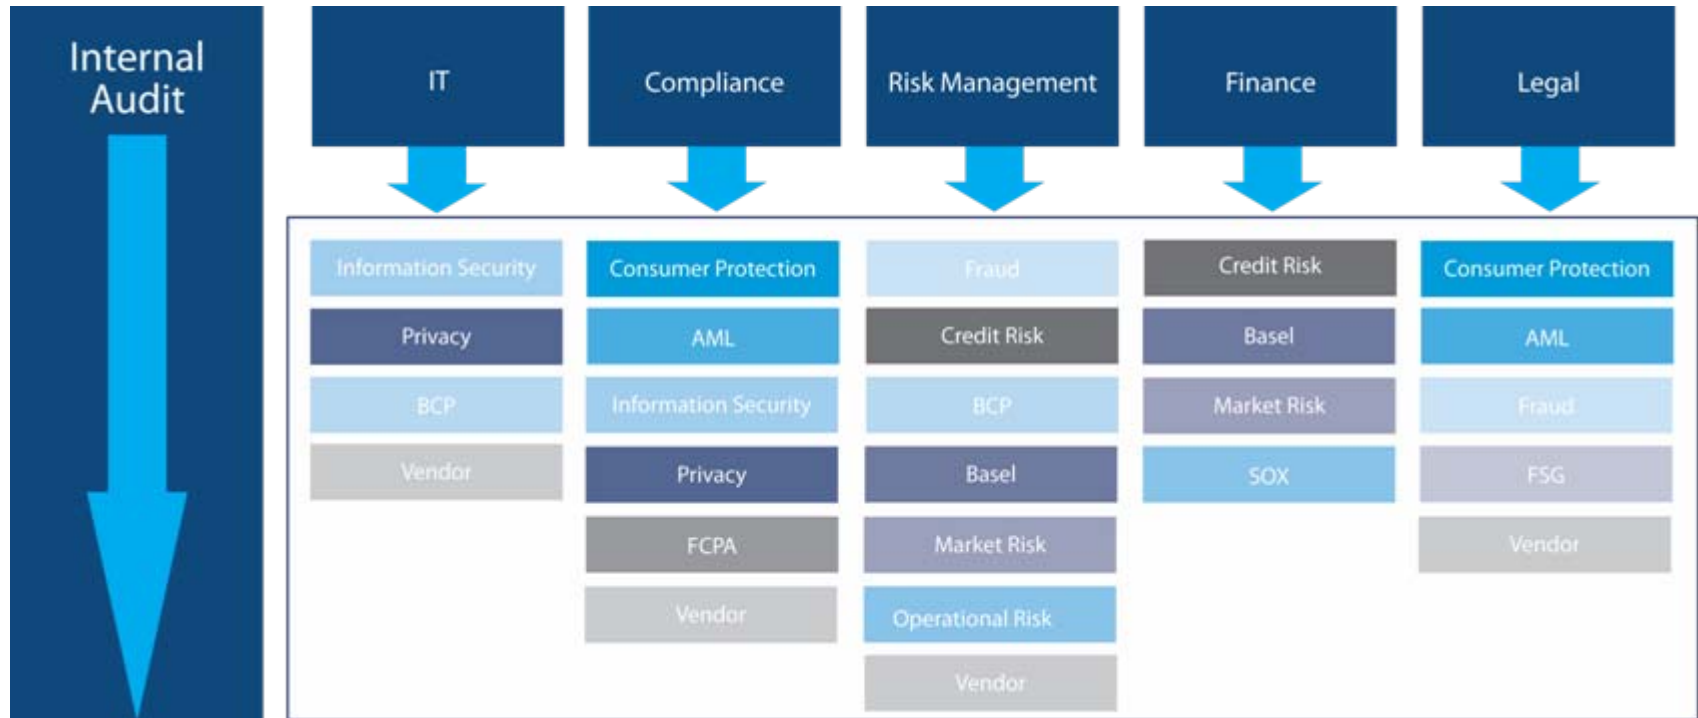 Internal
Audit
IT
Compliance
Risk Management
Finance
Legal
Information Security
Privacy
BCP
Vendor
Consumer Protection
AML
Information Security
Privacy
FCPA
Vendor
Fraud
Credit Risk
BCP
Basel
Market Risk
Operational Risk
Vendor
Credit Risk
Basel
Market Risk
SOX
Consumer Protection
AML
Fraud
FSG
Vendor